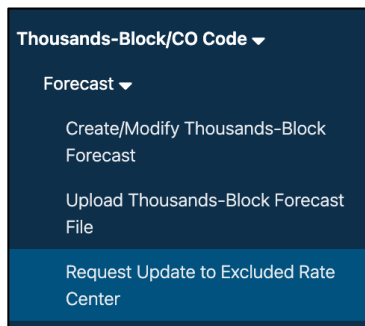 Thousands-Block/CO Code
Forecast
Create/Modify Thousands-Block
Forecast
Upload Thousands-Block Forecast
File
Request Update to Excluded Rate
Center